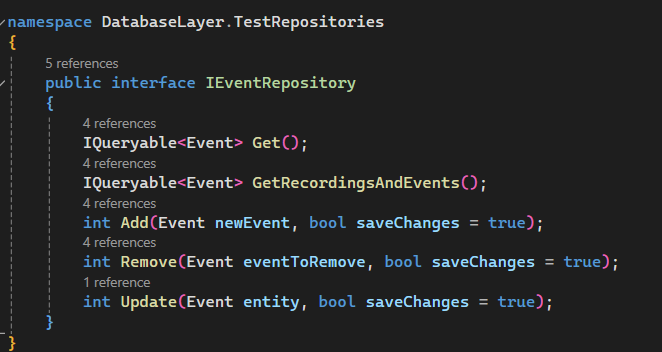 namespace DatabaseLayer.TestRepositories
{
5 references
public interface IEventRepository
{
4 references
IQueryable<Event> Get();
4 references
IQueryable<Event> GetRecordingsAndEvents();
4 references
int Add(Event newEvent, bool saveChanges = true);
4 references
int Remove(Event eventToRemove, bool saveChanges = true);
1 reference
int Update(Event entity, bool saveChanges = true);
}
}